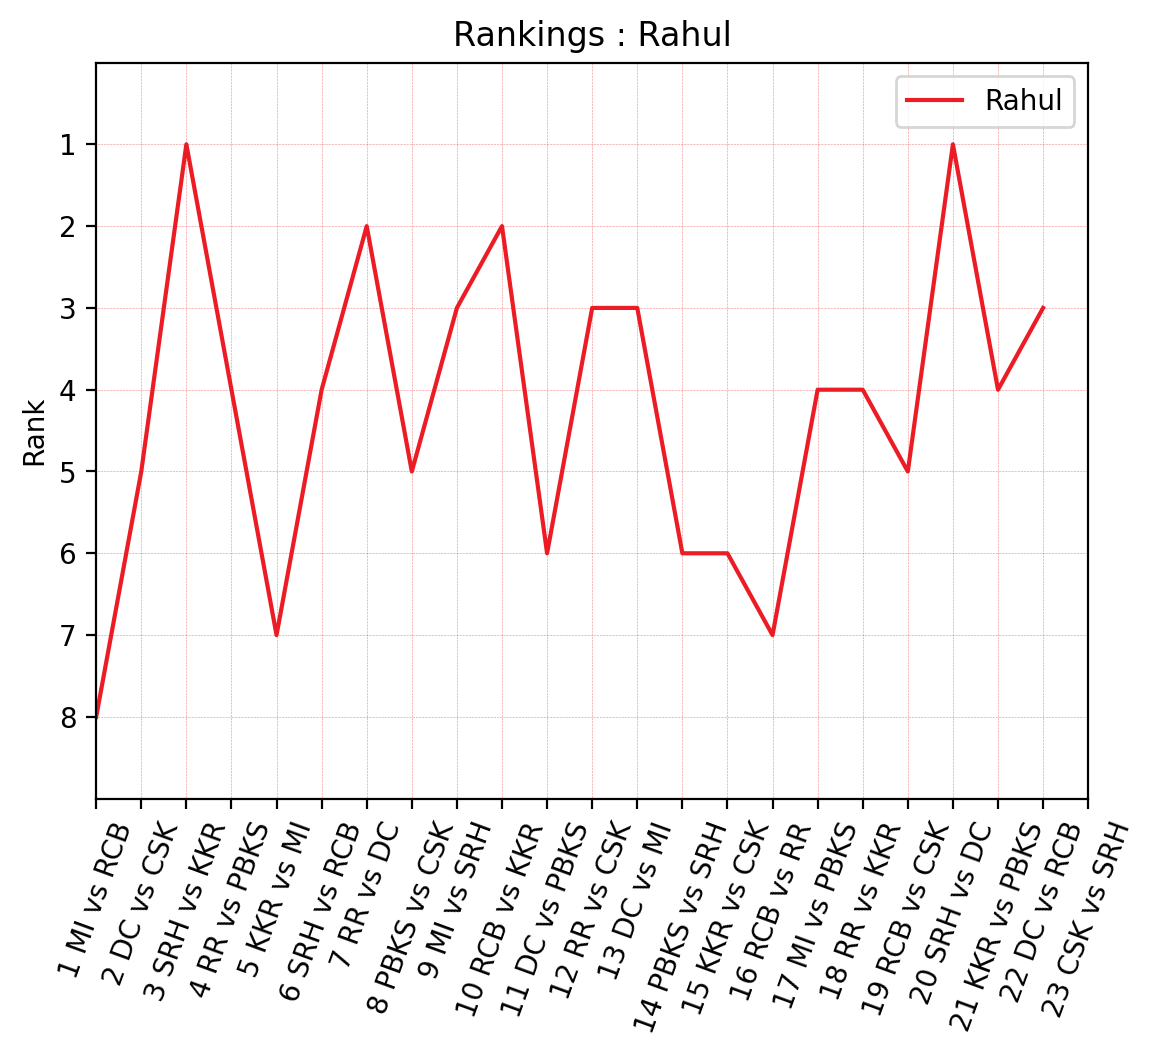 Rankings : Rahul
Rahul
Rank
1
2
3
4
5
6
7
8
1 MI vs RCB
2 DC vs CSK
3 SRH vs KKR
4 RR vs PBKS
5 KKR vs MI
6 SRH vs RCB
7 RR vs DC
8 PBKS vs CSK
9 MI vs SRH
10 RCB vs KKR
11 DC vs PBKS
12 RR vs CSK
13 DC vs MI
14 PBKS vs SRH
15 KKR vs CSK
16 RCB vs RR
17 MI vs PBKS
18 RR vs KKR
19 RCB vs CSK
20 SRH vs DC
21 KKR vs PBKS
22 DC vs RCB
23 CSK vs SRH